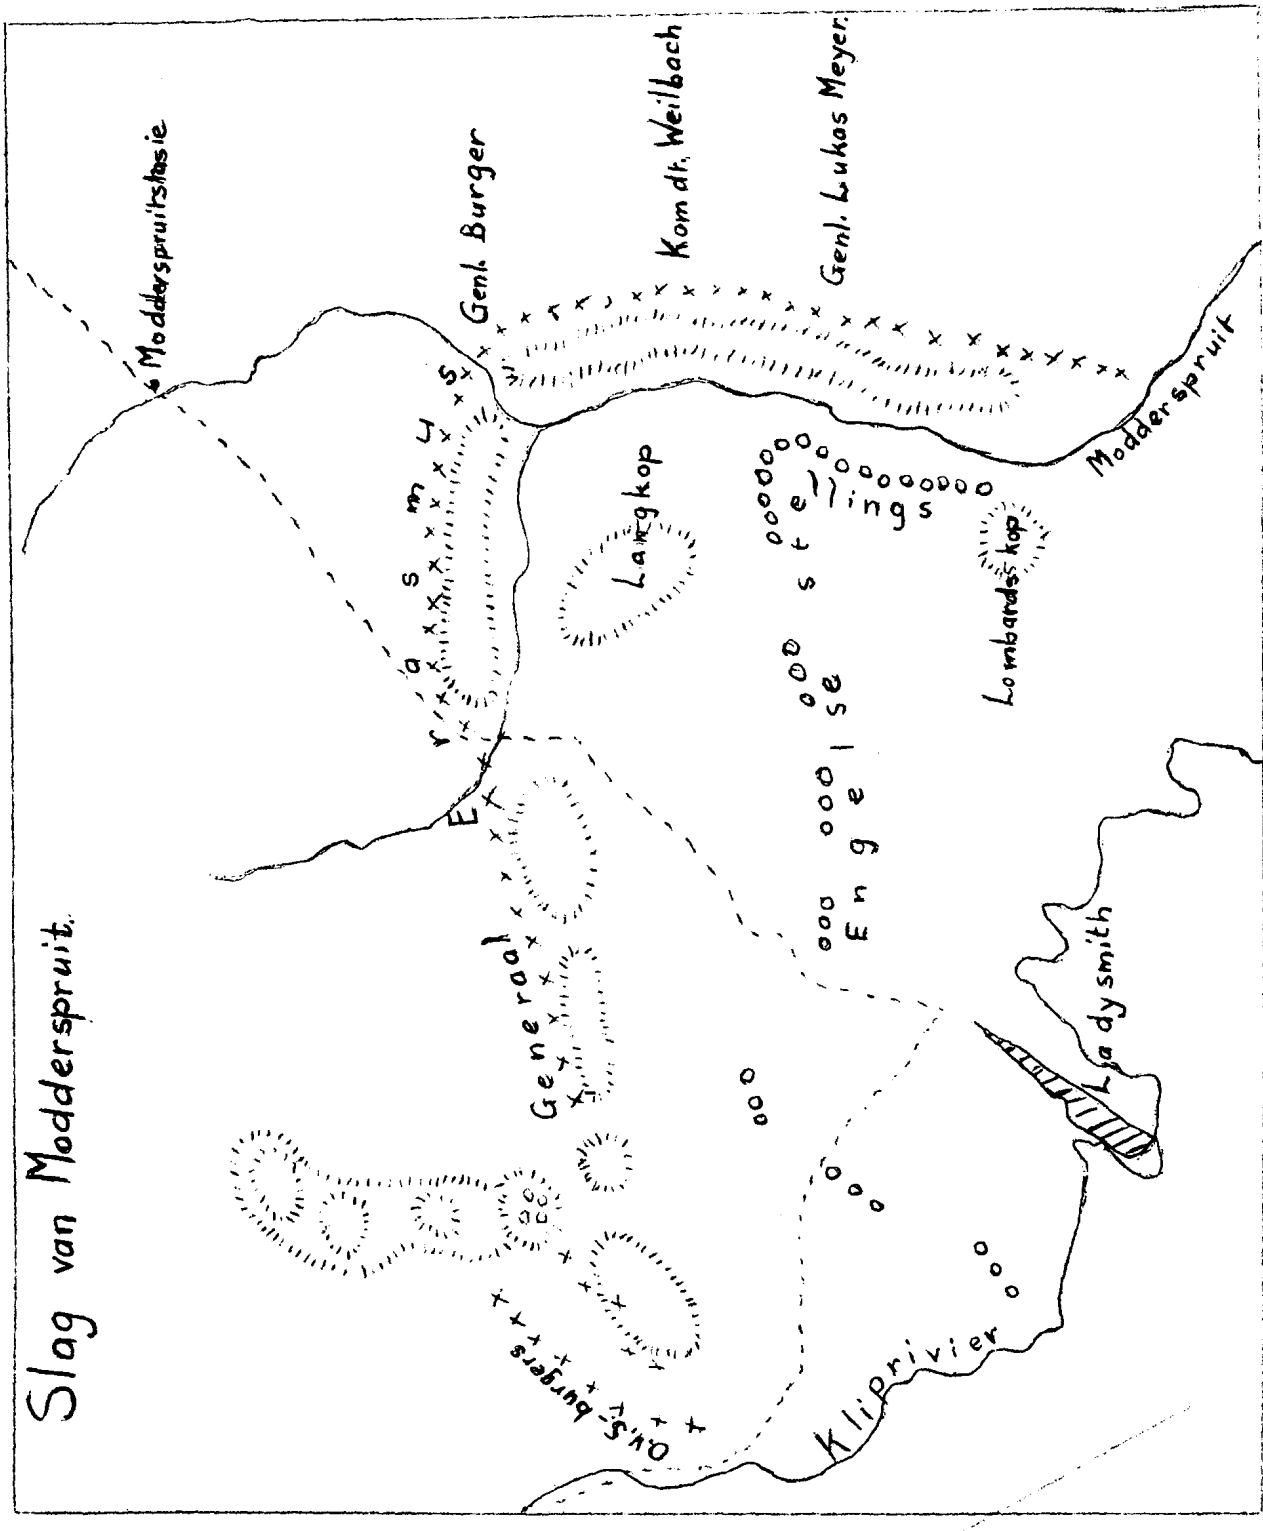 Slag van Modderspruit.
Modderspruitstasie
Genl. Burger
Komdt. Weilbach
Genl. Lukas Meyer.
Generaal Erasmus
O.V.S.-burgers
Langkop
Engelse stellings
Lombardskop
Modderspruit
Ladysmith
Kliprivier